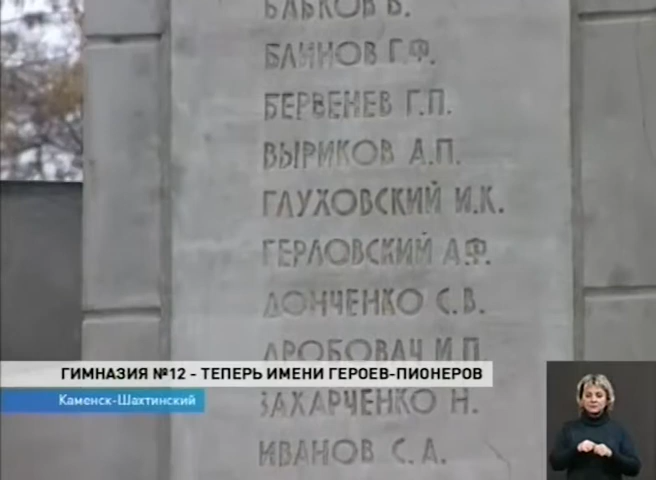 БАБКОВ В.
БЛИНОВ Г.Ф.
БЕРВЕНЕВ Г.П.
ВЫРИКОВ А.П.
ГЛУХОВСКИЙ И.К.
ГЕРЛОВСКИЙ А.Ф.
ДОНЧЕНКО С.В.
ДРОБОВАЧ И.П.
ГИМНАЗИЯ №12 - ТЕПЕРЬ ИМЕНИ ГЕРОЕВ-ПИОНЕРОВ
Каменск-Шахтинский
ЗАХАРЧЕНКО Н.
ИВАНОВ С.А.